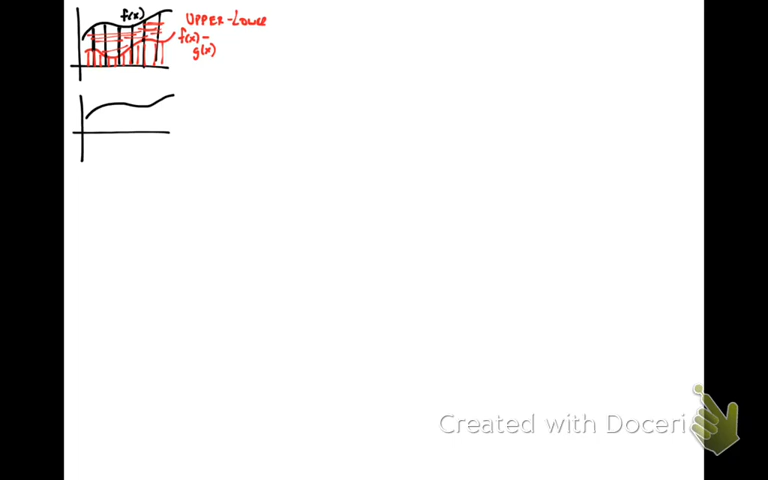 f(x)
UPPER-LOWER
f(x)-
g(x)
Created with Doceri